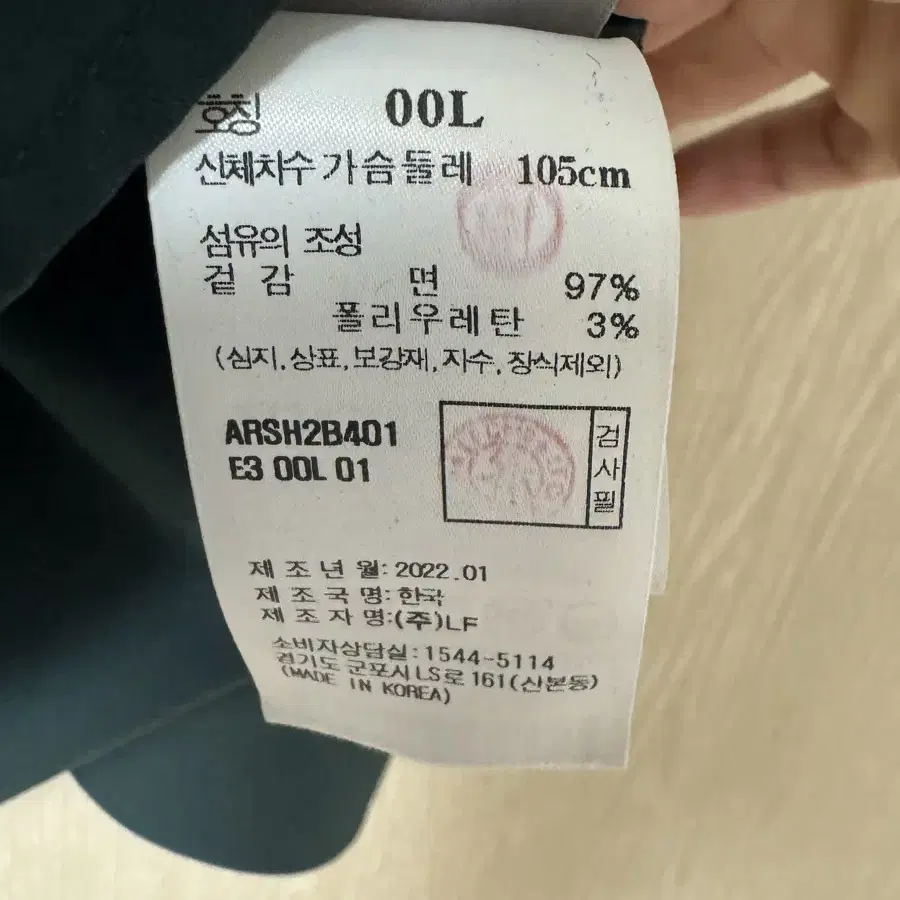 호칭 00L
신체차수 가슴둘레 105cm
섬유의 조성
겉 감 면 97%
폴리우레탄 3%
(심지,상표,보강재,자수,장식제외)
ARSH2B401
E3 00L 01
검사필
제 조 년 월: 2022.01
제 조 국 명: 한국
제 조 자 명:(주)LF
소비자상담실:1544-5114
경기도 군포시 LS로 161(산본동)
(MADE IN KOREA)